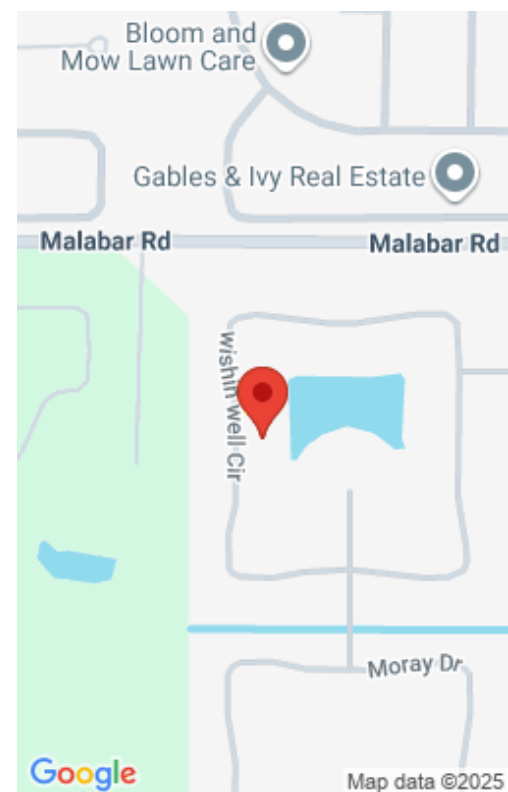 Bloom and
Mow Lawn Care
Gables & Ivy Real Estate
Malabar Rd
Malabar Rd
wishin well Cir
Moray Dr
Google
Map data ©2025